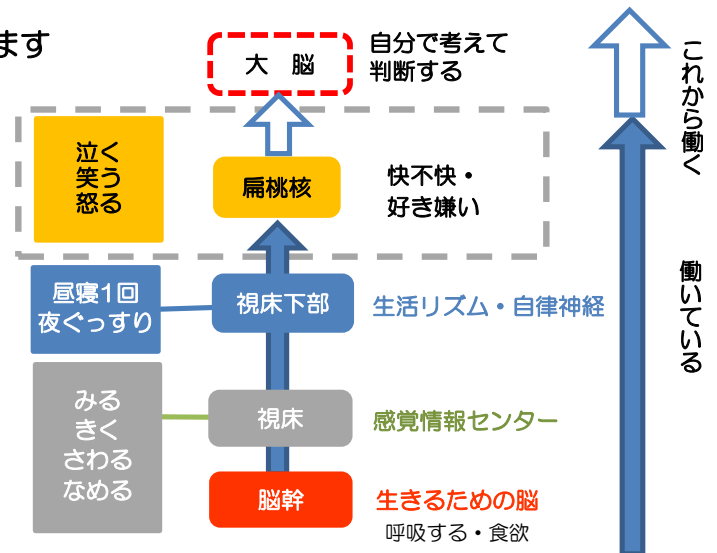 ます
大 脳
自分で考えて
判断する
泣く
笑う
怒る
扁桃核
快不快・
好き嫌い
昼寝1回
夜ぐっすり
視床下部
生活リズム・自律神経
みる
きく
さわる
なめる
視床
感覚情報センター
脳幹
生きるための脳
呼吸する・食欲
これから働く
働いている